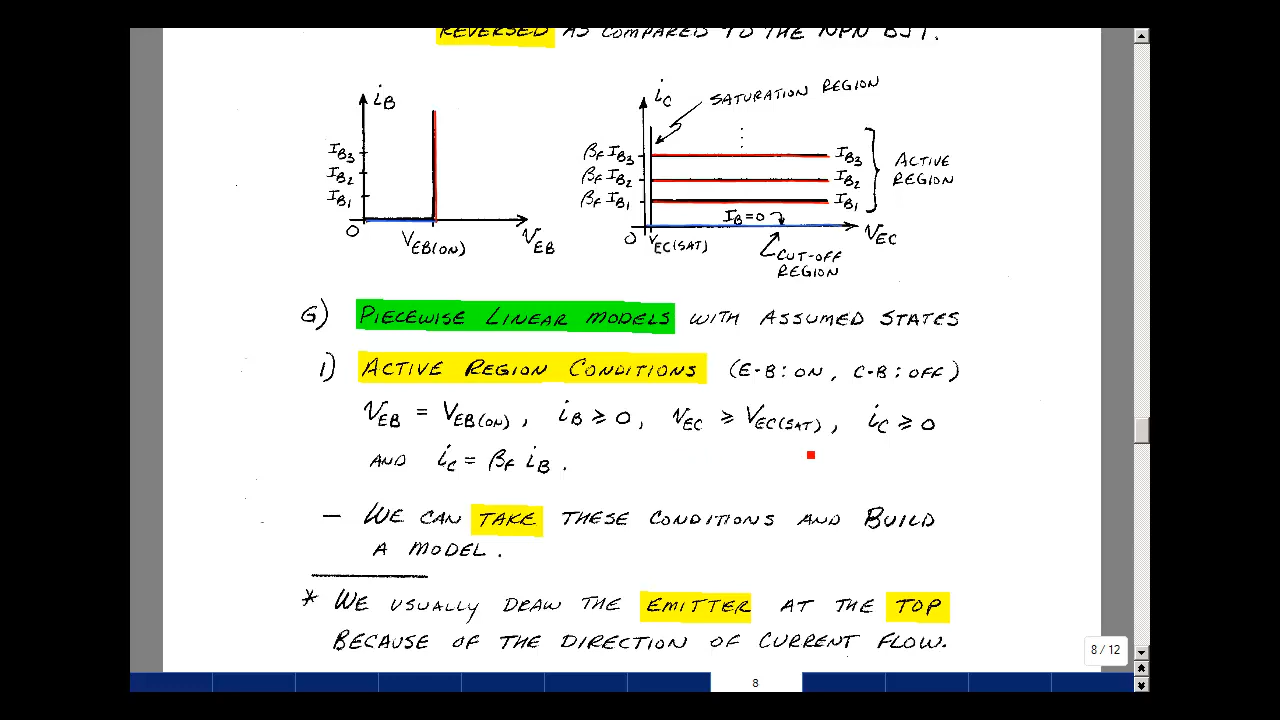 REVERSED AS COMPARED TO THE NPN BJT.
iB
IB3
IB2
IB1
0
VEB(ON)
VEB
iC
SATURATION REGION
βF IB3
βF IB2
βF IB1
IB3
IB2
IB1
ACTIVE
REGION
IB=0
0
VEC(SAT)
VEC
CUT-OFF
REGION
G) PIECEWISE LINEAR MODELS WITH ASSUMED STATES
1) ACTIVE REGION CONDITIONS (E-B: ON, C-B: OFF)
VEB = VEB(ON), iB ≥ 0, VEC ≥ VEC(SAT), iC ≥ 0
AND iC = βF iB.
– WE CAN TAKE THESE CONDITIONS AND BUILD
A MODEL.
* WE USUALLY DRAW THE EMITTER AT THE TOP
BECAUSE OF THE DIRECTION OF CURRENT FLOW.
8 / 12
8